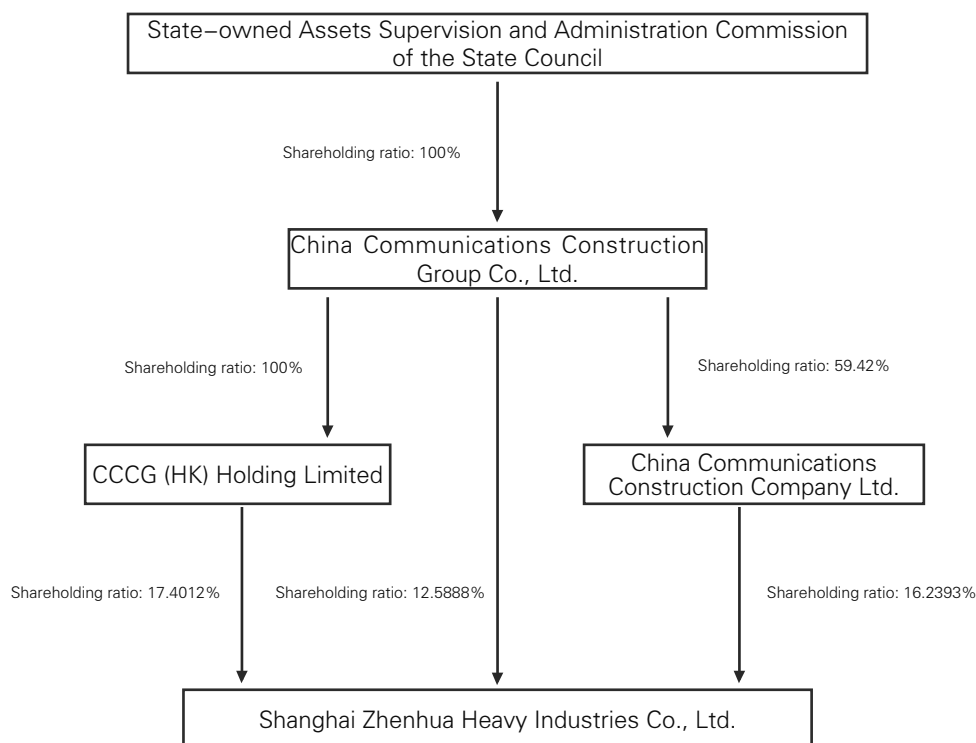 State–owned Assets Supervision and Administration Commission
of the State Council
Shareholding ratio: 100%
China Communications Construction
Group Co., Ltd.
Shareholding ratio: 100%
Shareholding ratio: 59.42%
CCCG (HK) Holding Limited
China Communications
Construction Company Ltd.
Shareholding ratio: 17.4012%
Shareholding ratio: 12.5888%
Shareholding ratio: 16.2393%
Shanghai Zhenhua Heavy Industries Co., Ltd.